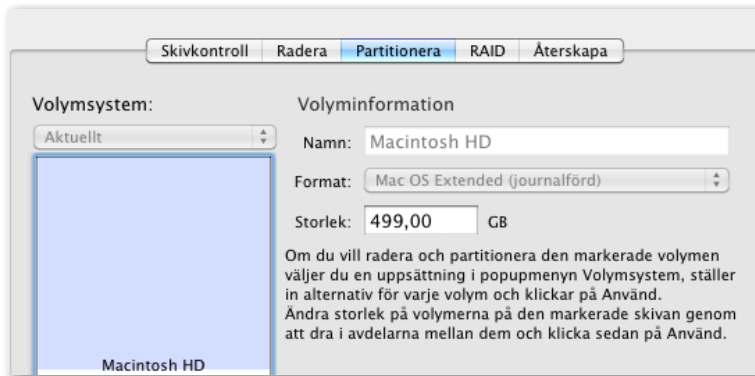 Skivkontroll Radera Partitionera RAID Återskapa
Volymsystem:
Aktuellt
Macintosh HD
Volyminformation
Namn: Macintosh HD
Format: Mac OS Extended (journalförd)
Storlek: 499,00 GB
Om du vill radera och partitionera den markerade volymen
väljer du en uppsättning i popupmenyn Volymsystem, ställer
in alternativ för varje volym och klickar på Använd.
Ändra storlek på volymerna på den markerade skivan genom
att dra i avdelarna mellan dem och klicka sedan på Använd.